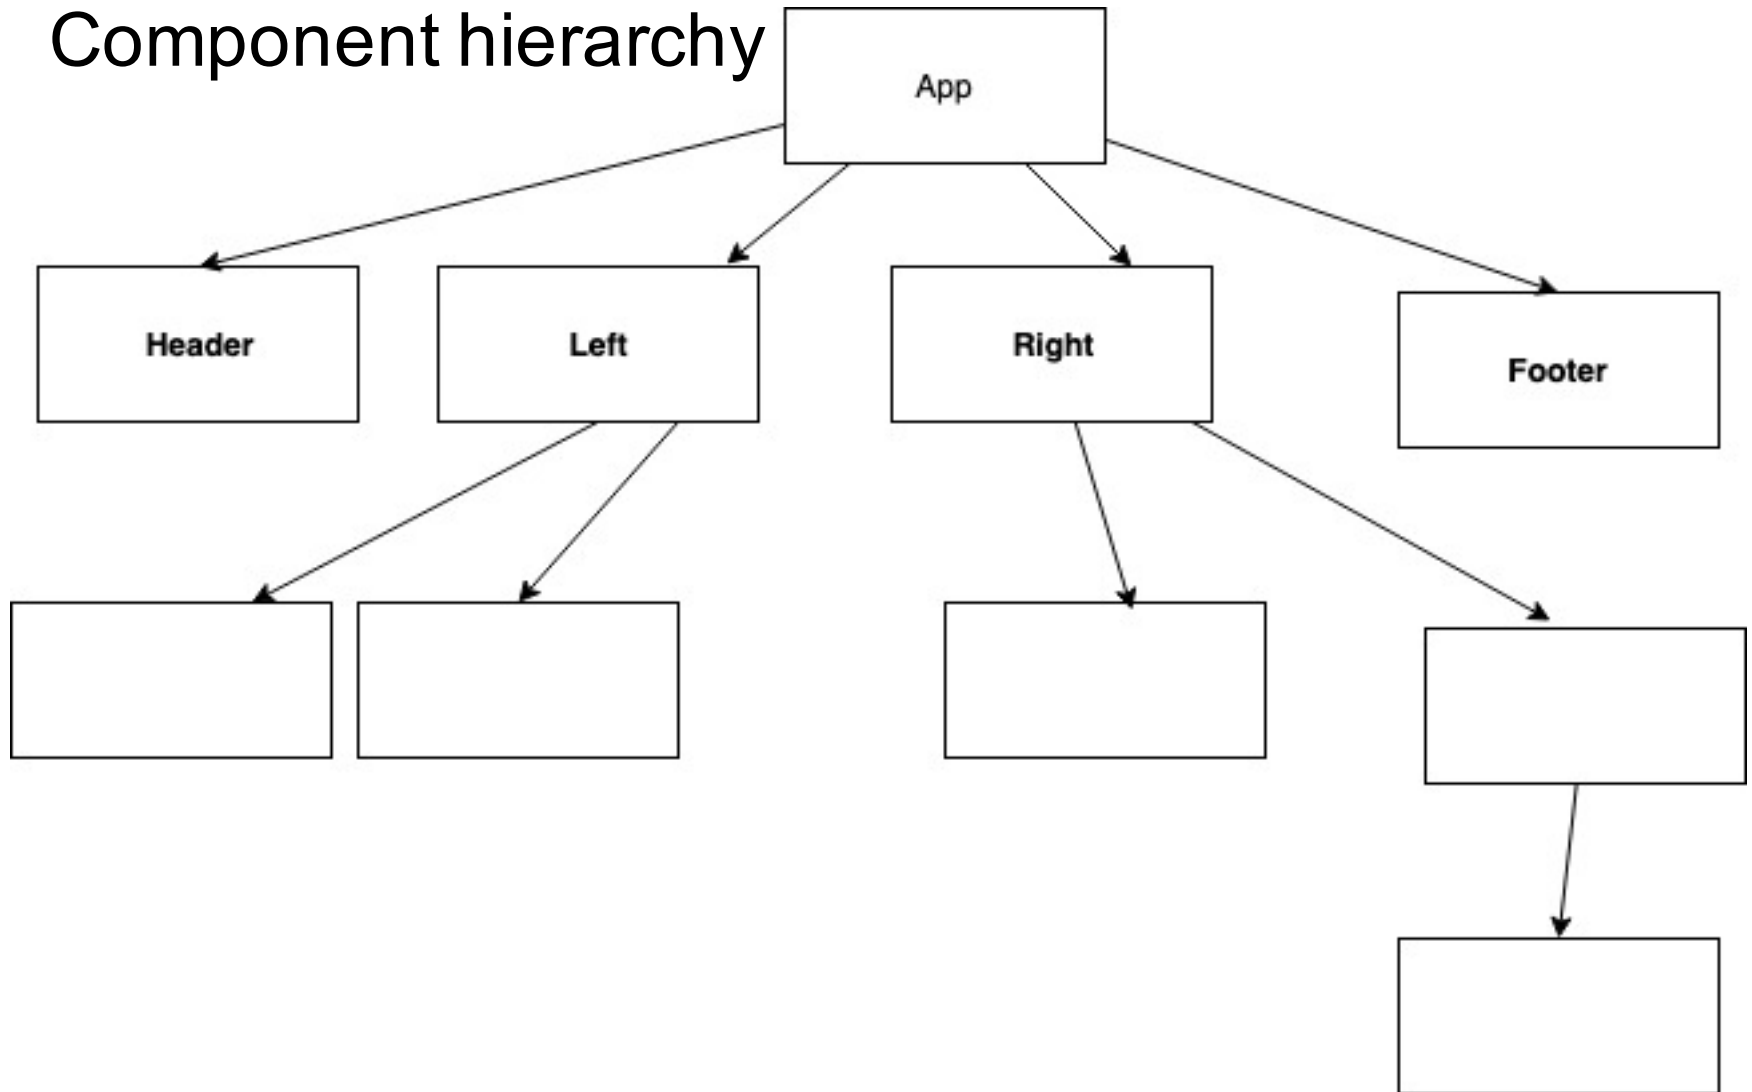 Component hierarchy
App
Header
Left
Right
Footer